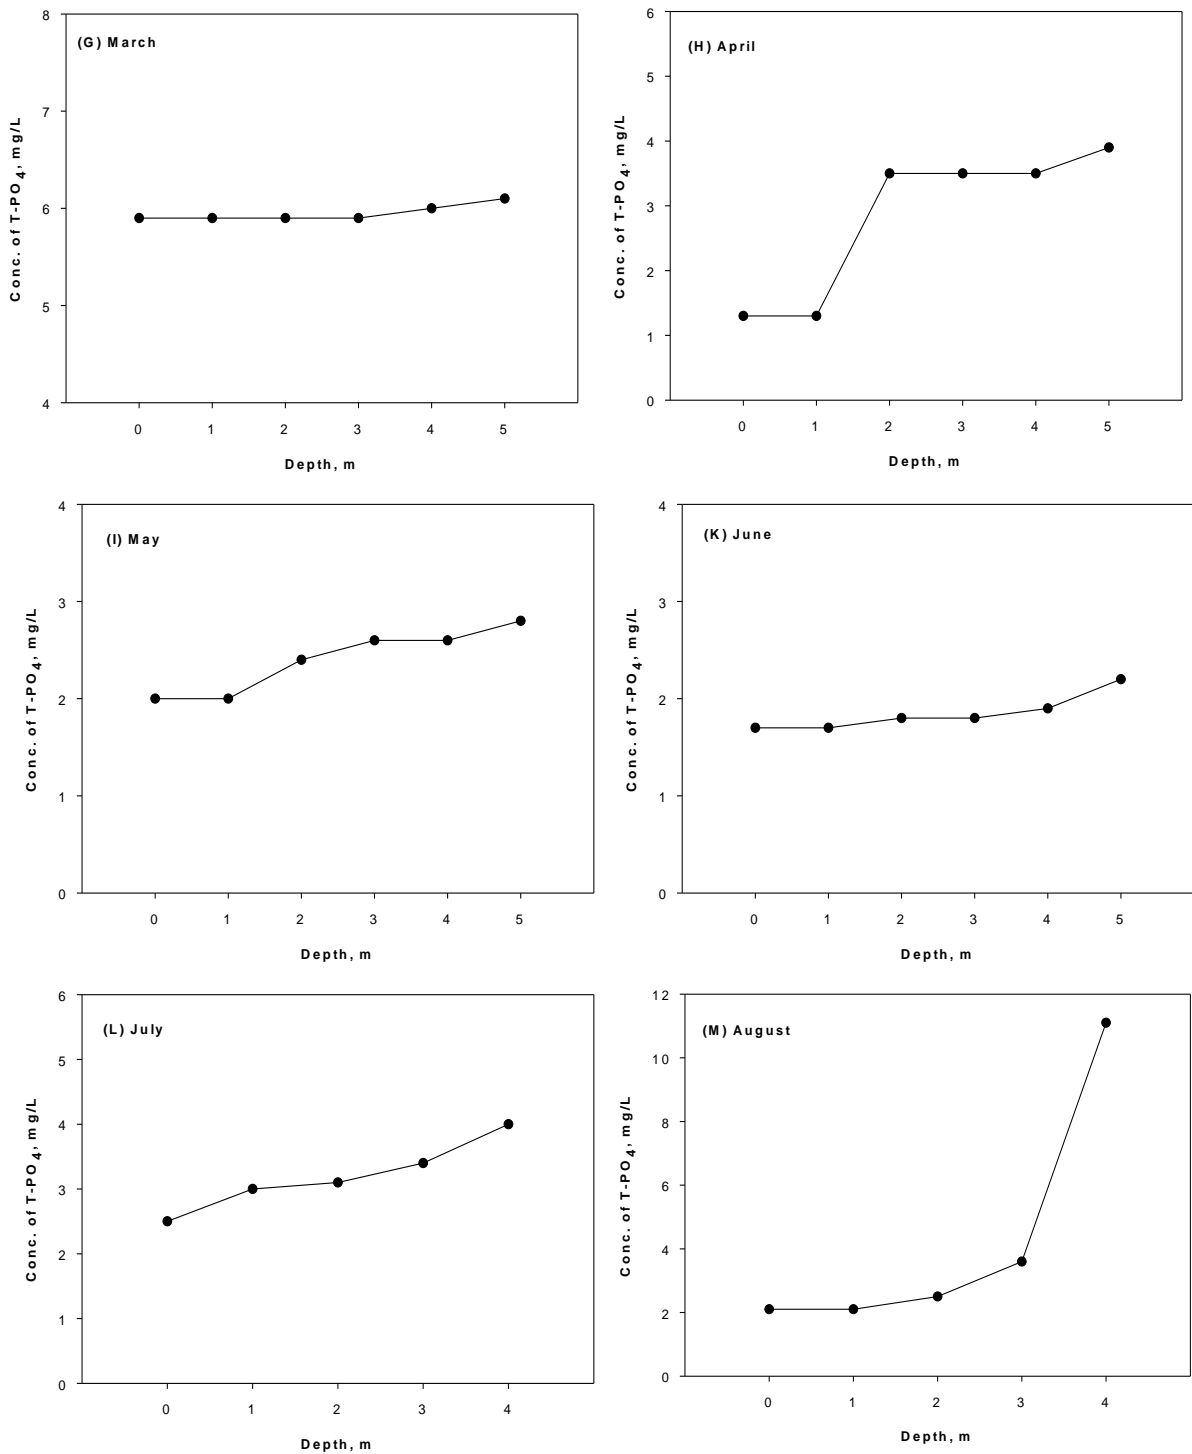 (G) March
Conc. of T-PO4, mg/L
8
7
6
5
4
0 1 2 3 4 5
Depth, m
(H) April
Conc. of T-PO4, mg/L
6
5
4
3
2
1
0
0 1 2 3 4 5
Depth, m
(I) May
Conc. of T-PO4, mg/L
4
3
2
1
0
0 1 2 3 4 5
Depth, m
(K) June
Conc. of T-PO4, mg/L
4
3
2
1
0
0 1 2 3 4 5
Depth, m
(L) July
Conc. of T-PO4, mg/L
6
5
4
3
2
1
0
0 1 2 3 4
Depth, m
(M) August
Conc. of T-PO4, mg/L
12
10
8
6
4
2
0
0 1 2 3 4
Depth, m